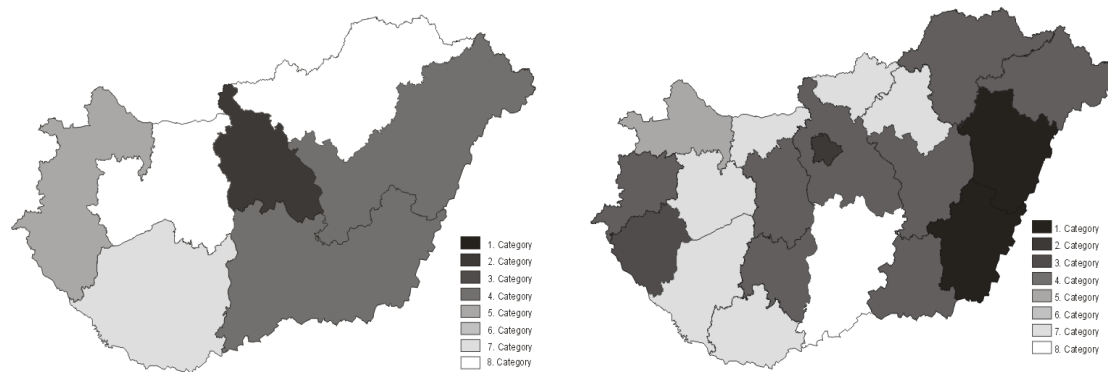 1. Category
2. Category
3. Category
4. Category
5. Category
6. Category
7. Category
8. Category
1. Category
2. Category
3. Category
4. Category
5. Category
6. Category
7. Category
8. Category